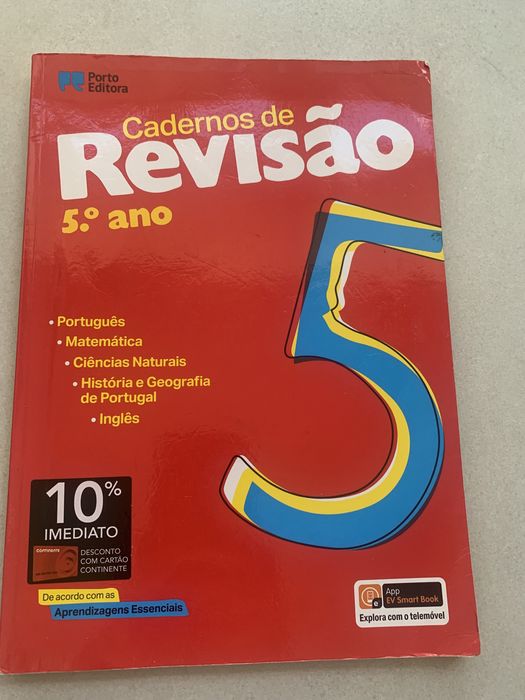 Porto
Editora
Cadernos de
Revisão
5.º ano
5
• Português
• Matemática
• Ciências Naturais
• História e Geografia
de Portugal
• Inglês
10%
IMEDIATO
CONTINENTE
DESCONTO
COM CARTÃO
CONTINENTE
De acordo com as
Aprendizagens Essenciais
App
EV Smart Book
Explora com o telemóvel